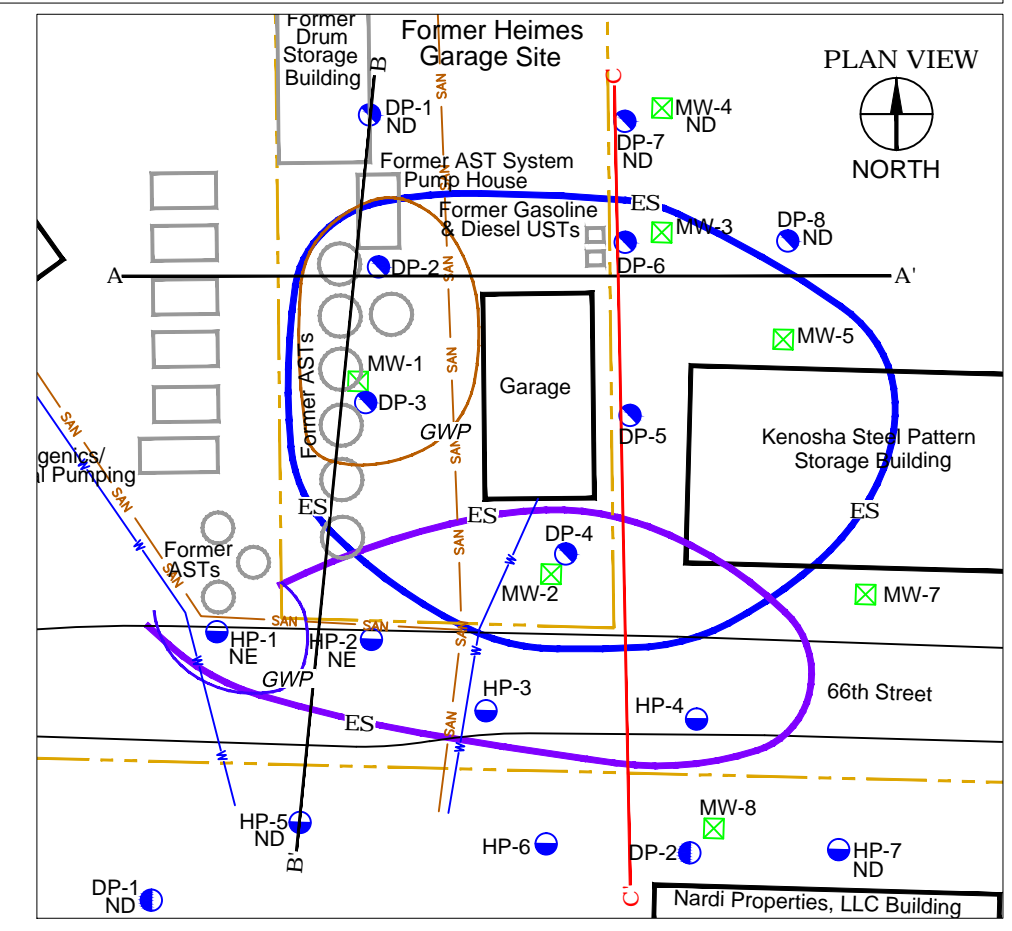 Former Heimes
Garage Site
Former
Drum
Storage
Building
B
SAN
C
PLAN VIEW
NORTH
DP-1
ND
MW-4
ND
DP-7
ND
Former AST System
Pump House
SAN
Former Gasoline
& Diesel USTs
ES
MW-3
DP-8
ND
DP-6
DP-2
SAN
A
A'
MW-5
Former ASTs
MW-1
DP-3
SAN
Garage
GWP
DP-5
Kenosha Steel Pattern
Storage Building
SAN
SAN
genics/
al Pumping
W
SAN
ES
ES
ES
SAN
W
Former
ASTs
SAN
DP-4
W
MW-2
MW-7
HP-1
NE
SAN
HP-2
NE
SAN
SAN
W
W
GWP
HP-3
HP-4
66th Street
ES
SAN
W
W
HP-5
ND
B'
HP-6
MW-8
DP-2
HP-7
ND
DP-1
ND
C'
Nardi Properties, LLC Building